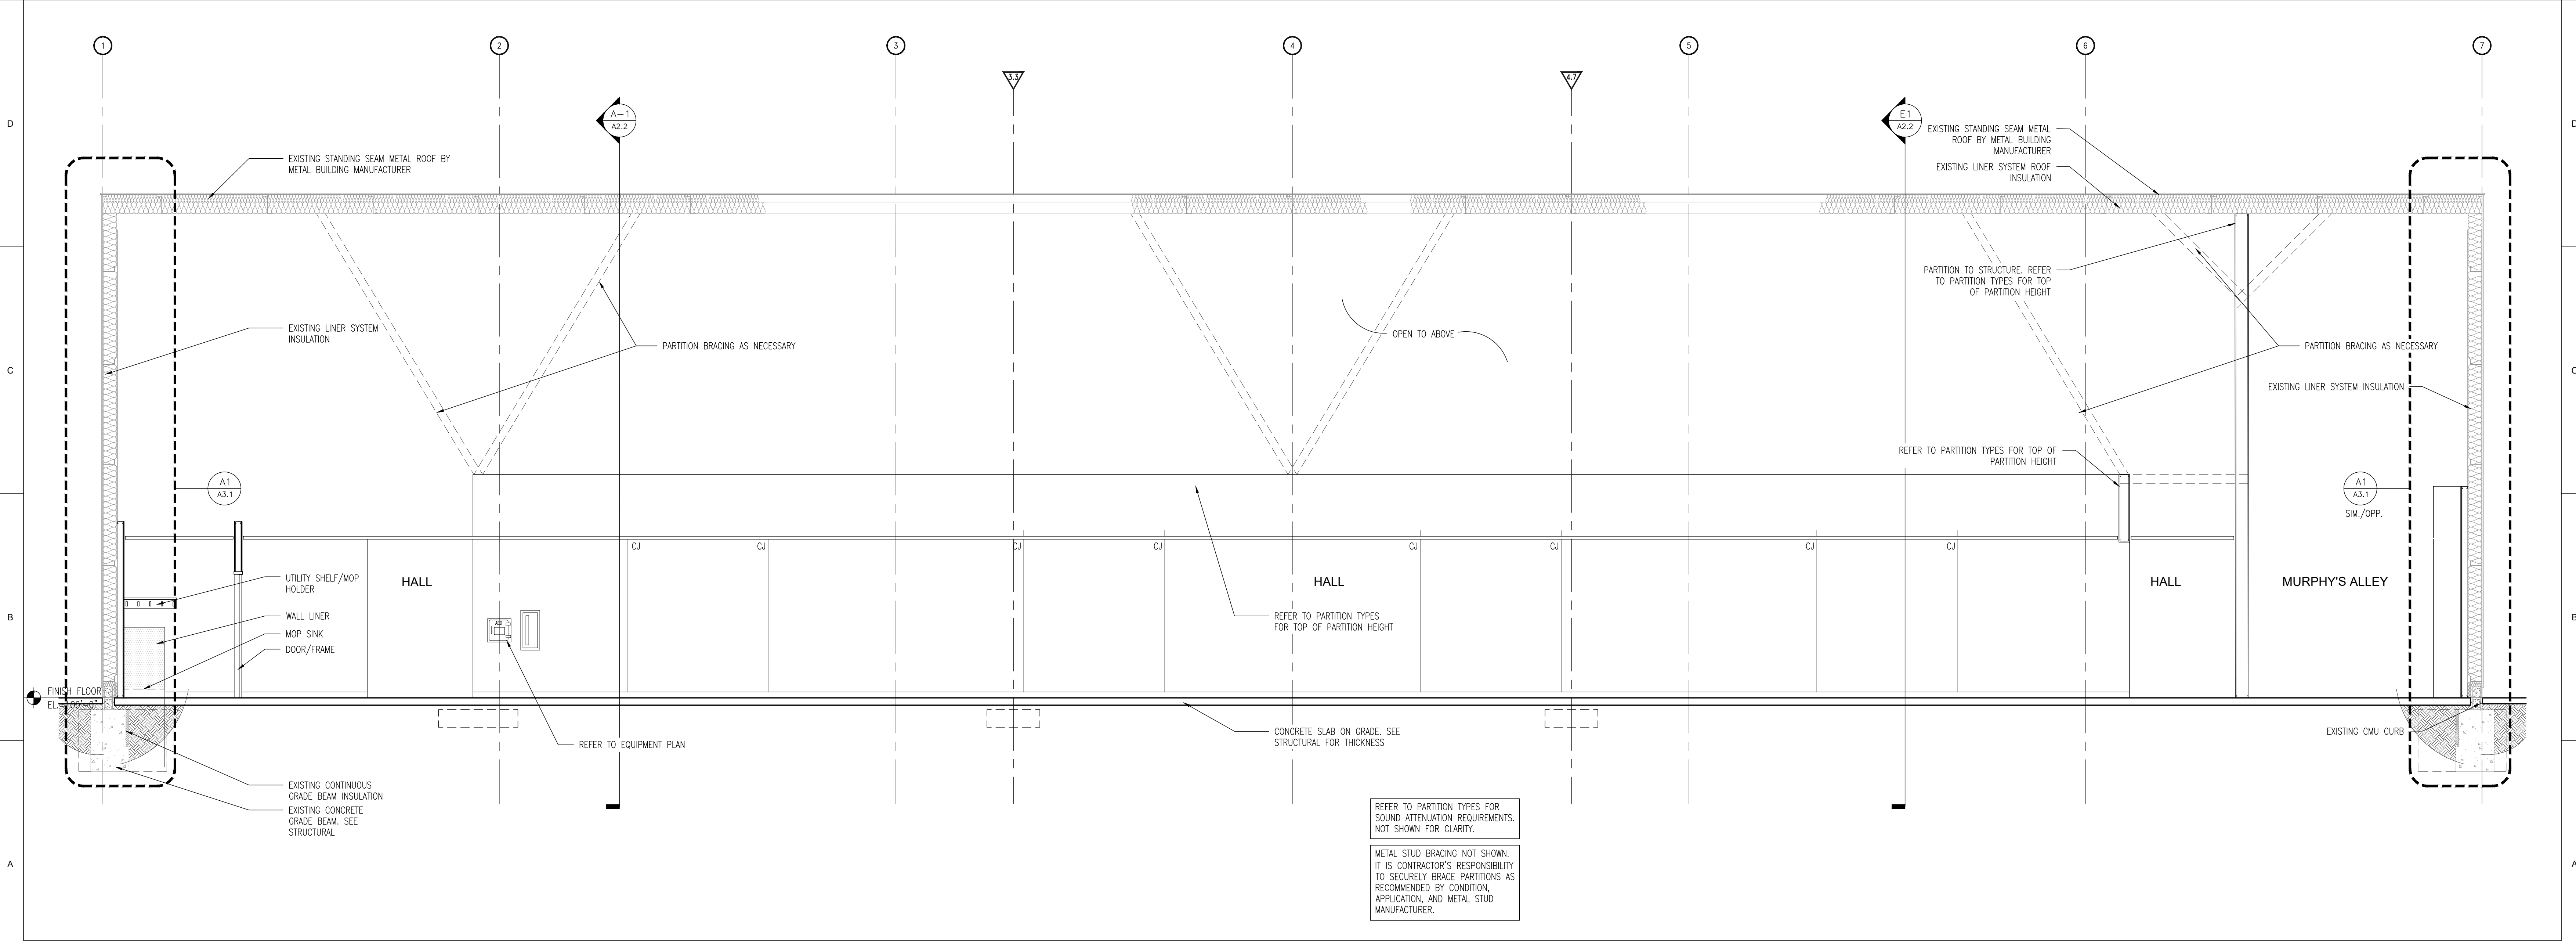 1
2
3
4
5
6
7
3.3
4.7
A-1
A2.2
E1
A2.2
D
D
EXISTING STANDING SEAM METAL ROOF BY
METAL BUILDING MANUFACTURER
EXISTING STANDING SEAM METAL
ROOF BY METAL BUILDING
MANUFACTURER
EXISTING LINER SYSTEM ROOF
INSULATION
PARTITION TO STRUCTURE. REFER
TO PARTITION TYPES FOR TOP
OF PARTITION HEIGHT
EXISTING LINER SYSTEM
INSULATION
OPEN TO ABOVE
PARTITION BRACING AS NECESSARY
PARTITION BRACING AS NECESSARY
C
C
EXISTING LINER SYSTEM INSULATION
REFER TO PARTITION TYPES FOR TOP OF
PARTITION HEIGHT
A1
A3.1
A1
A3.1
SIM./OPP.
CJ
CJ
CJ
CJ
CJ
CJ
CJ
CJ
UTILITY SHELF/MOP
HOLDER
HALL
HALL
HALL
MURPHY'S ALLEY
WALL LINER
MOP SINK
DOOR/FRAME
B
B
AED
REFER TO PARTITION TYPES
FOR TOP OF PARTITION HEIGHT
FINISH FLOOR
EL.=100'-0"
CONCRETE SLAB ON GRADE. SEE
STRUCTURAL FOR THICKNESS
EXISTING CMU CURB
REFER TO EQUIPMENT PLAN
EXISTING CONTINUOUS
GRADE BEAM INSULATION
EXISTING CONCRETE
GRADE BEAM. SEE
STRUCTURAL
REFER TO PARTITION TYPES FOR
SOUND ATTENUATION REQUIREMENTS.
NOT SHOWN FOR CLARITY.
METAL STUD BRACING NOT SHOWN.
IT IS CONTRACTOR'S RESPONSIBILITY
TO SECURELY BRACE PARTITIONS AS
RECOMMENDED BY CONDITION,
APPLICATION, AND METAL STUD
MANUFACTURER.
A
A